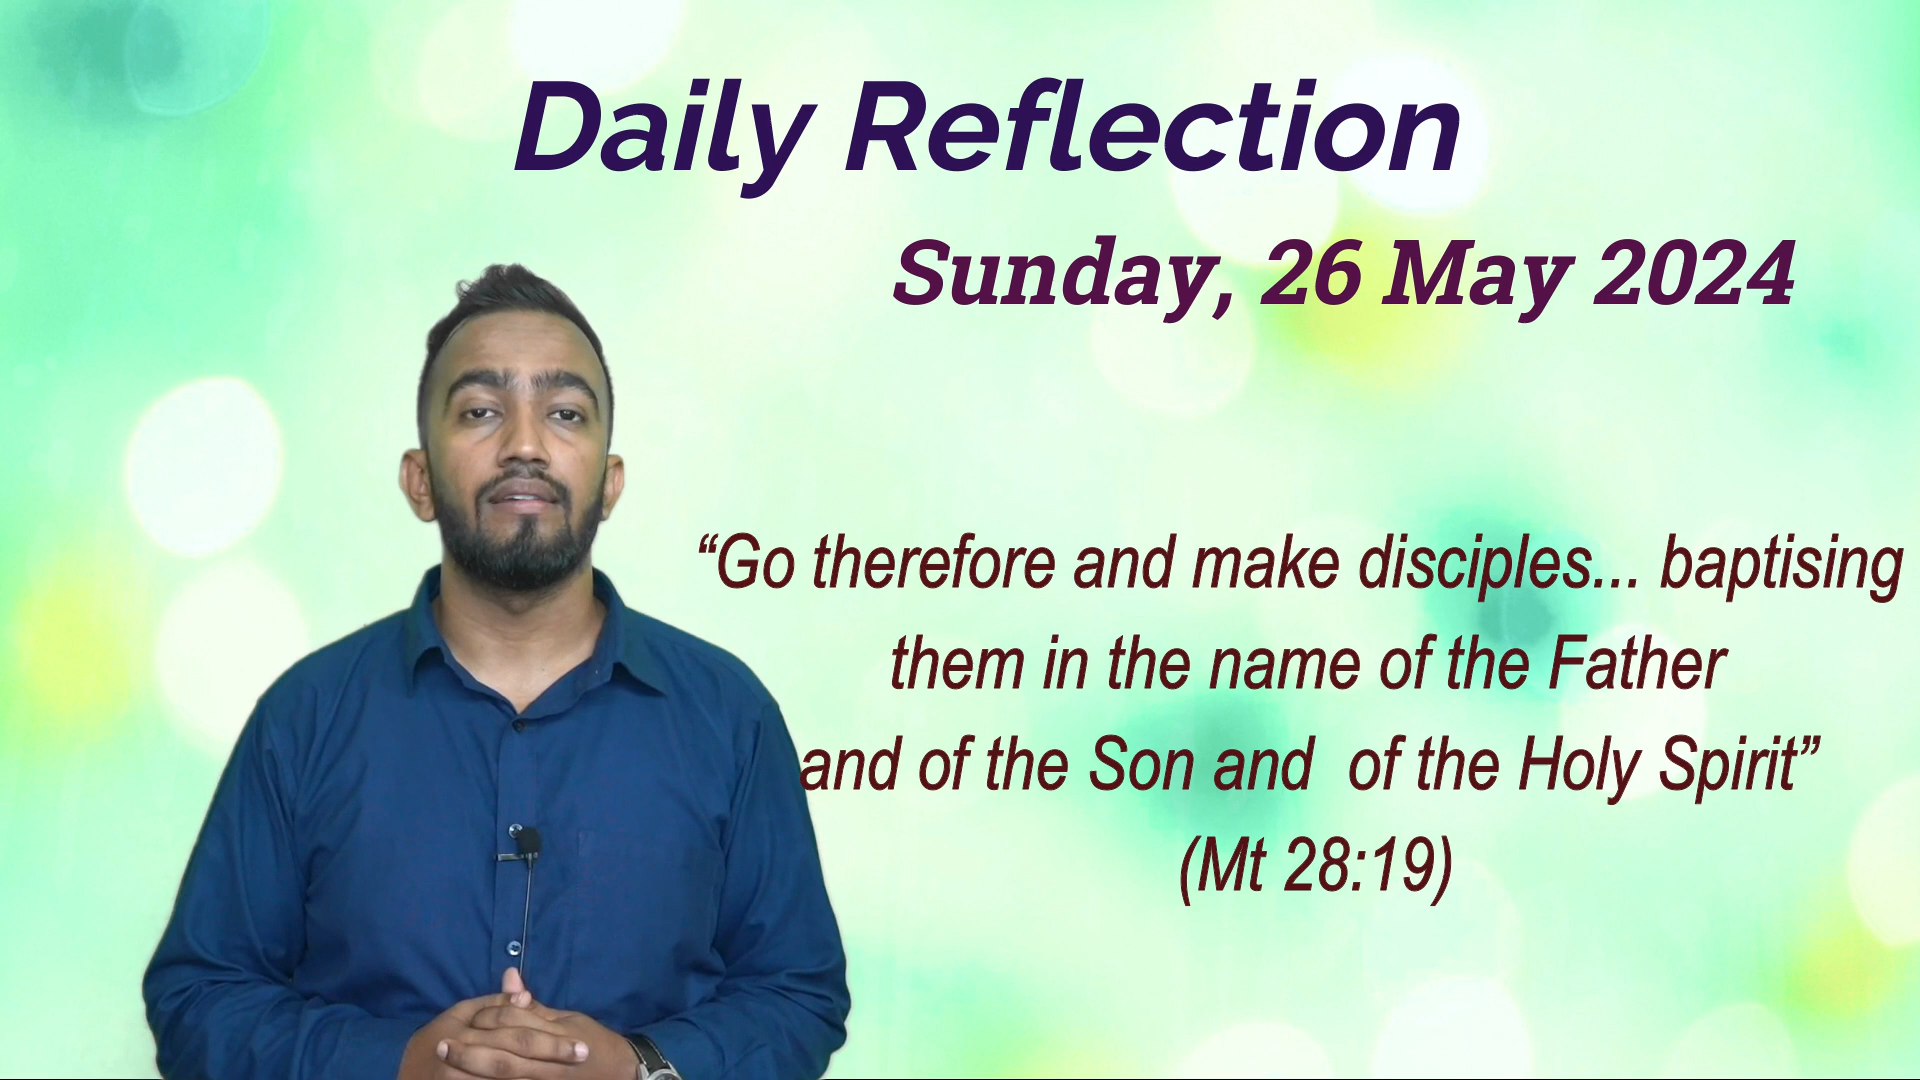 Daily Reflection
Sunday, 26 May 2024
“Go therefore and make disciples... baptising
them in the name of the Father
and of the Son and  of the Holy Spirit”
(Mt 28:19)